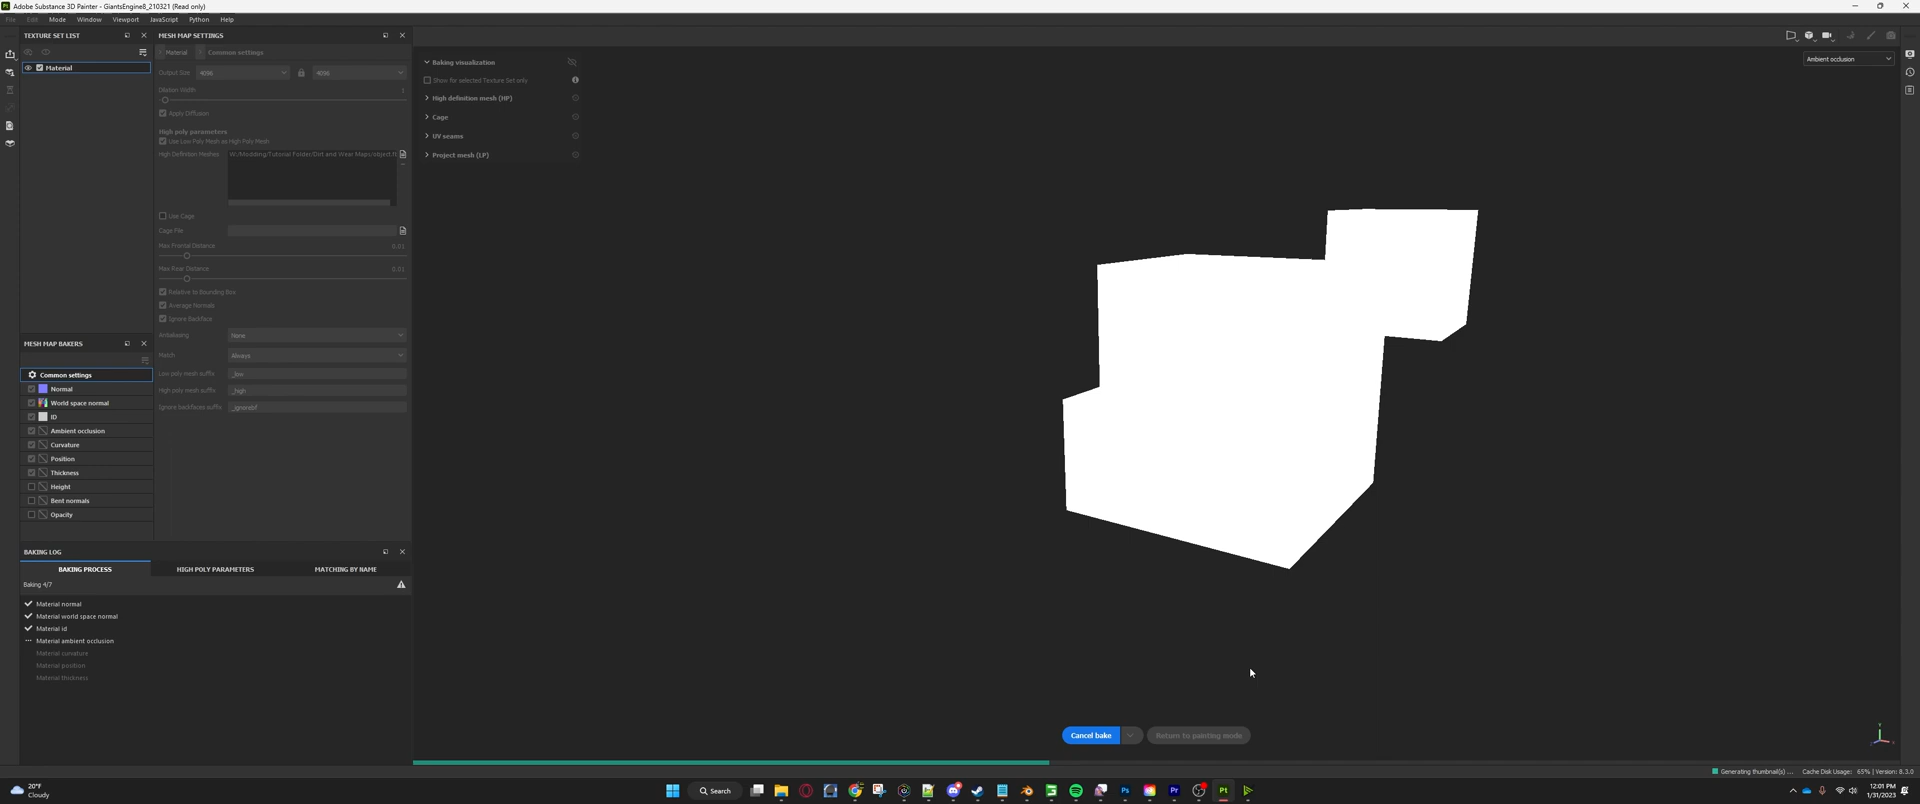 Adobe Substance 3D Painter - GiantsEngine8_210321 (Read only)
File Edit Mode Window Viewport JavaScript Python Help
TEXTURE SET LIST
Material
MESH MAP SETTINGS
Material > Common settings
Output Size 4096 4096
Dilation Width 1
Apply Diffusion
High poly parameters
Use Low Poly Mesh as High Poly Mesh
High Definition Meshes W:/Modding/Tutorial Folder/Dirt and Wear Maps/object.f
Use Cage
Cage File
Max Frontal Distance 0.01
Max Rear Distance 0.01
Relative to Bounding Box
Average Normals
Ignore Backface
Antialiasing None
Match Always
Low poly mesh suffix _low
High poly mesh suffix _high
Ignore backfaces suffix _ignorebf
MESH MAP BAKERS
Common settings
Normal
World space normal
ID
Ambient occlusion
Curvature
Position
Thickness
Height
Bent normals
Opacity
BAKING LOG
BAKING PROCESS HIGH POLY PARAMETERS MATCHING BY NAME
Baking 4/7
Material normal
Material world space normal
Material id
Material ambient occlusion
Material curvature
Material position
Material thickness
Baking visualization
Show for selected Texture Set only
High definition mesh (HP)
Cage
UV seams
Project mesh (LP)
Ambient occlusion
Cancel bake Return to painting mode
Generating thumbnail(s) ... Cache Disk Usage: 65% | Version: 8.3.0
20°F
Cloudy
Search
12:01 PM
1/31/2023